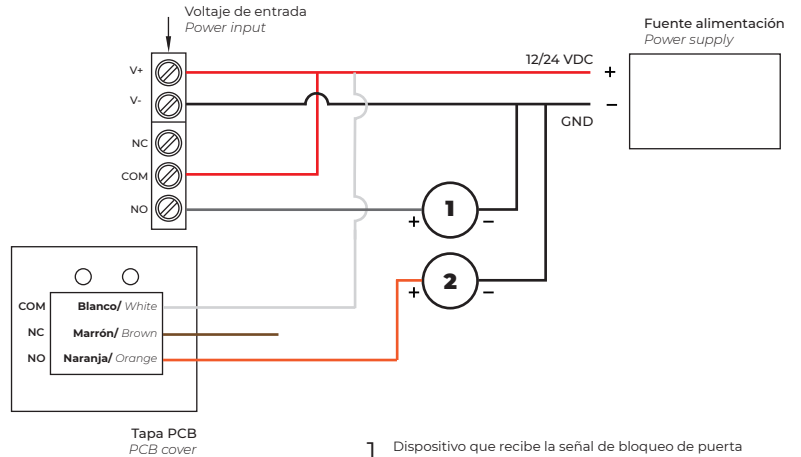 Voltaje de entrada
Power input
Fuente alimentación
Power supply
12/24 VDC
V+
+
V-
−
GND
NC
COM
NO
1
+
−
2
+
−
COM
Blanco/ White
NC
Marrón/ Brown
NO
Naranja/ Orange
Tapa PCB
PCB cover
1 Dispositivo que recibe la señal de bloqueo de puerta